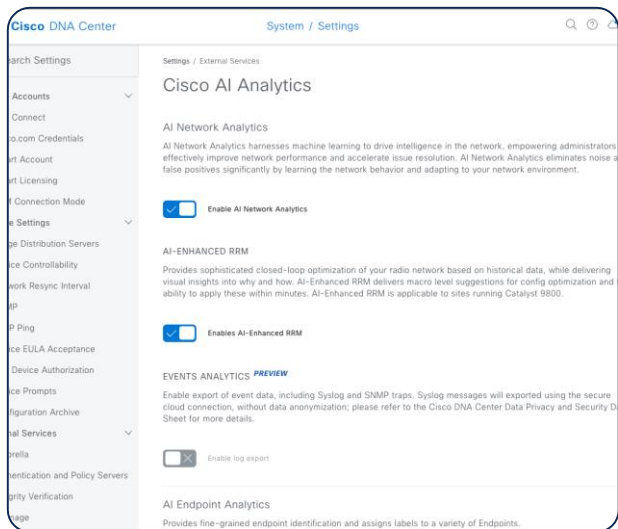 Cisco DNA Center
System / Settings
arch Settings
Accounts
Connect
co.com Credentials
rt Account
rt Licensing
Connection Mode
e Settings
ge Distribution Servers
ice Controllability
work Resync Interval
MP
P Ping
ice EULA Acceptance
Device Authorization
ice Prompts
figuration Archive
nal Services
orella
hentication and Policy Servers
grity Verification
nage
Settings / External Services
Cisco AI Analytics
AI Network Analytics
AI Network Analytics harnesses machine learning to drive intelligence in the network, empowering administrators
effectively improve network performance and accelerate issue resolution. AI Network Analytics eliminates noise a
false positives significantly by learning the network behavior and adapting to your network environment.
Enable AI Network Analytics
AI-ENHANCED RRM
Provides sophisticated closed-loop optimization of your radio network based on historical data, while delivering
visual insights into why and how. AI-Enhanced RRM delivers macro level suggestions for config optimization and
ability to apply these within minutes. AI-Enhanced RRM is applicable to sites running Catalyst 9800.
Enables AI-Enhanced RRM
EVENTS ANALYTICS PREVIEW
Enable export of event data, including Syslog and SNMP traps. Syslog messages will exported using the secure
cloud connection, without data anonymization; please refer to the Cisco DNA Center Data Privacy and Security D
Sheet for more details.
Enable log export
AI Endpoint Analytics
Provides fine-grained endpoint identification and assigns labels to a variety of Endpoints.